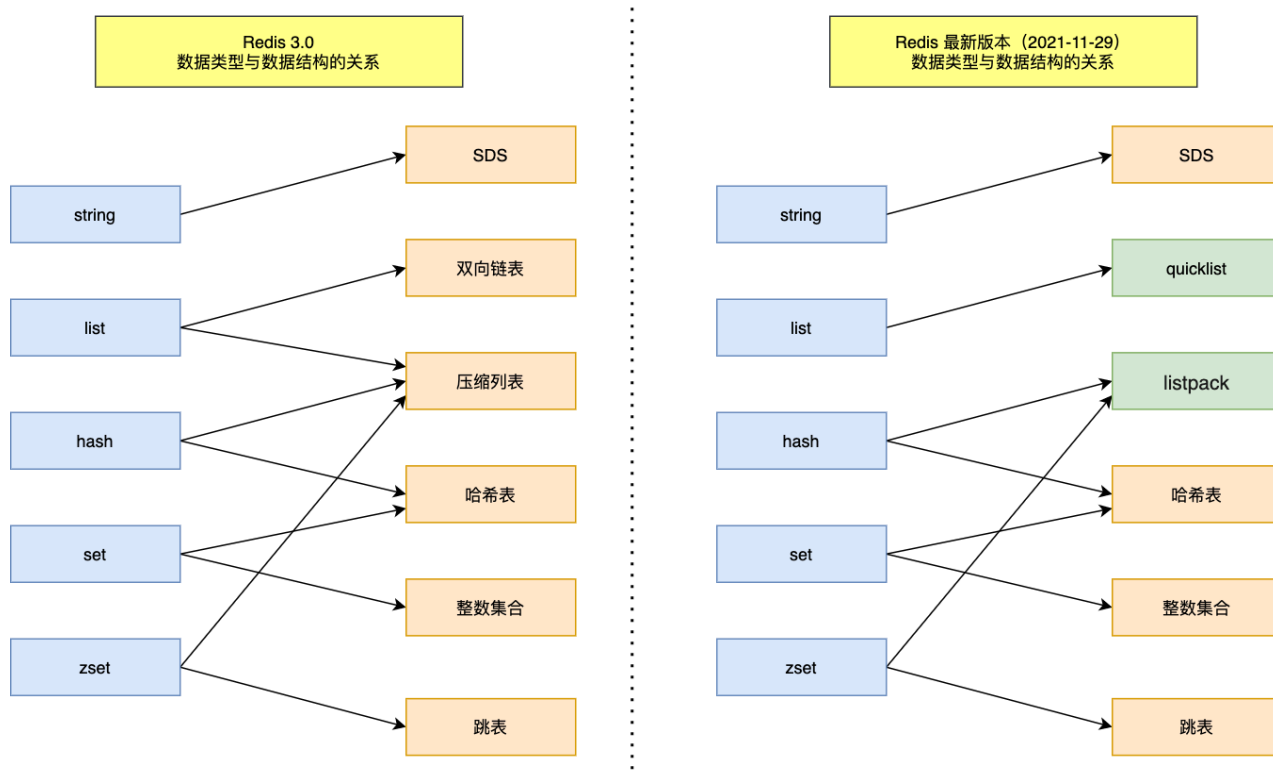 Redis 3.0
数据类型与数据结构的关系
SDS
string
双向链表
list
压缩列表
hash
哈希表
set
整数集合
zset
跳表
Redis 最新版本（2021-11-29）
数据类型与数据结构的关系
SDS
string
quicklist
list
listpack
hash
哈希表
set
整数集合
zset
跳表